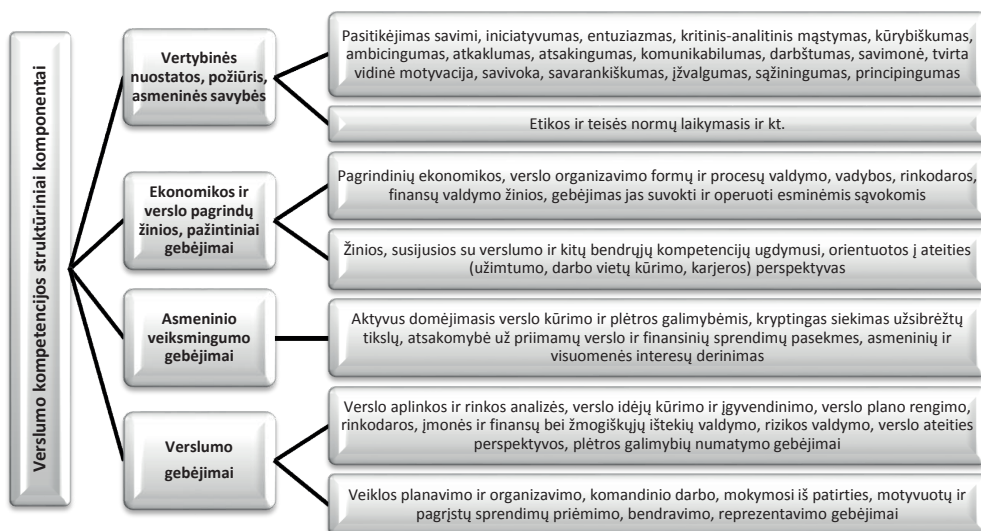 Verslumo kompetencijos struktūriniai komponentai
Vertybinės
nuostatos, požiūris,
asmeninės savybės
Pasitikėjimas savimi, iniciatyvumas, entuziazmas, kritinis-analitinis mąstymas, kūrybiškumas,
ambicingumas, atkaklumas, atsakingumas, komunikabilumas, darbštumas, savimonė, tvirta
vidinė motyvacija, savivoka, savarankiškumas, įžvalgumas, sąžiningumas, principingumas
Etikos ir teisės normų laikymasis ir kt.
Ekonomikos ir
verslo pagrindų
žinios, pažintiniai
gebėjimai
Pagrindinių ekonomikos, verslo organizavimo formų ir procesų valdymo, vadybos, rinkodaros,
finansų valdymo žinios, gebėjimas jas suvokti ir operuoti esminėmis sąvokomis
Žinios, susijusios su verslumo ir kitų bendrųjų kompetencijų ugdymusi, orientuotos į ateities
(užimtumo, darbo vietų kūrimo, karjeros) perspektyvas
Asmeninio
veiksmingumo
gebėjimai
Aktyvus domėjimasis verslo kūrimo ir plėtros galimybėmis, kryptingas siekimas užsibrėžtų
tikslų, atsakomybė už priimamų verslo ir finansinių sprendimų pasekmes, asmeninių ir
visuomenės interesų derinimas
Verslumo
gebėjimai
Verslo aplinkos ir rinkos analizės, verslo idėjų kūrimo ir įgyvendinimo, verslo plano rengimo,
rinkodaros, įmonės ir finansų bei žmogiškųjų ištekių valdymo, rizikos valdymo, verslo ateities
perspektyvos, plėtros galimybių numatymo gebėjimai
Veiklos planavimo ir organizavimo, komandinio darbo, mokymosi iš patirties, motyvuotų ir
pagrįstų sprendimų priėmimo, bendravimo, reprezentavimo gebėjimai